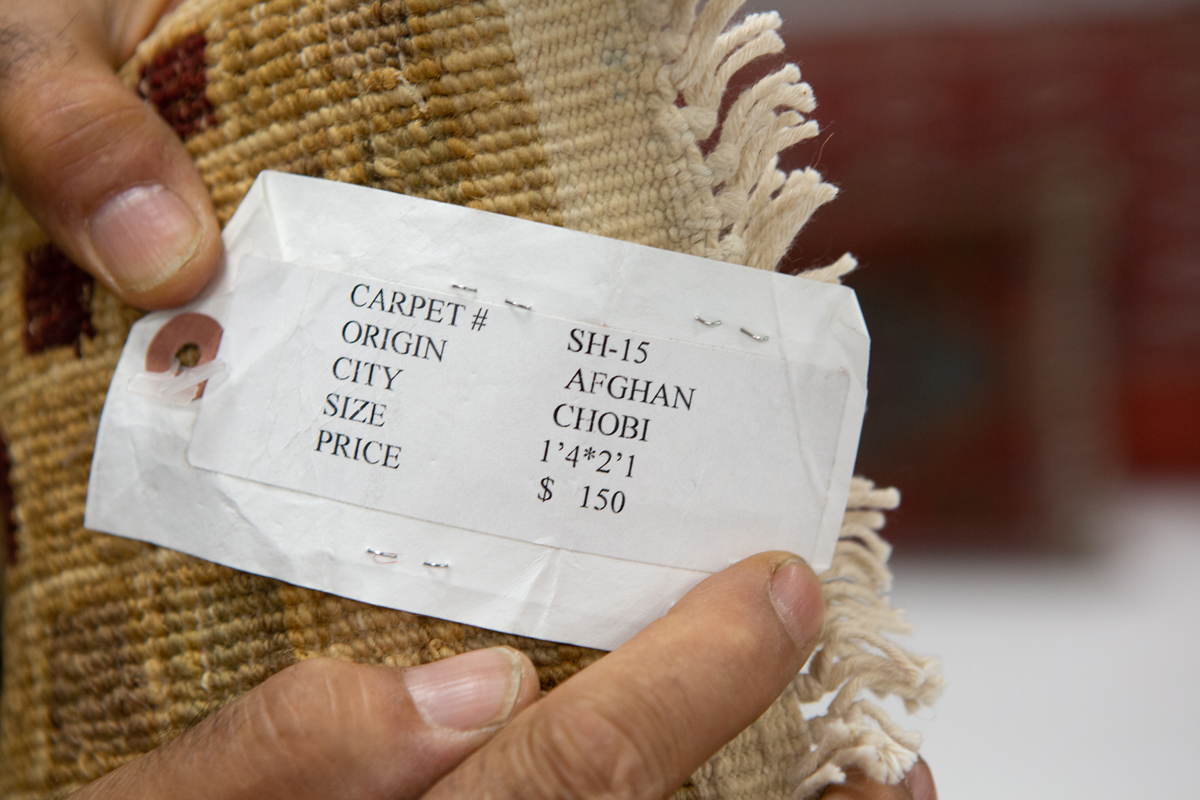 CARPET # SH-15
ORIGIN AFGHAN
CITY CHOBI
SIZE 1’4*2’1
PRICE $ 150